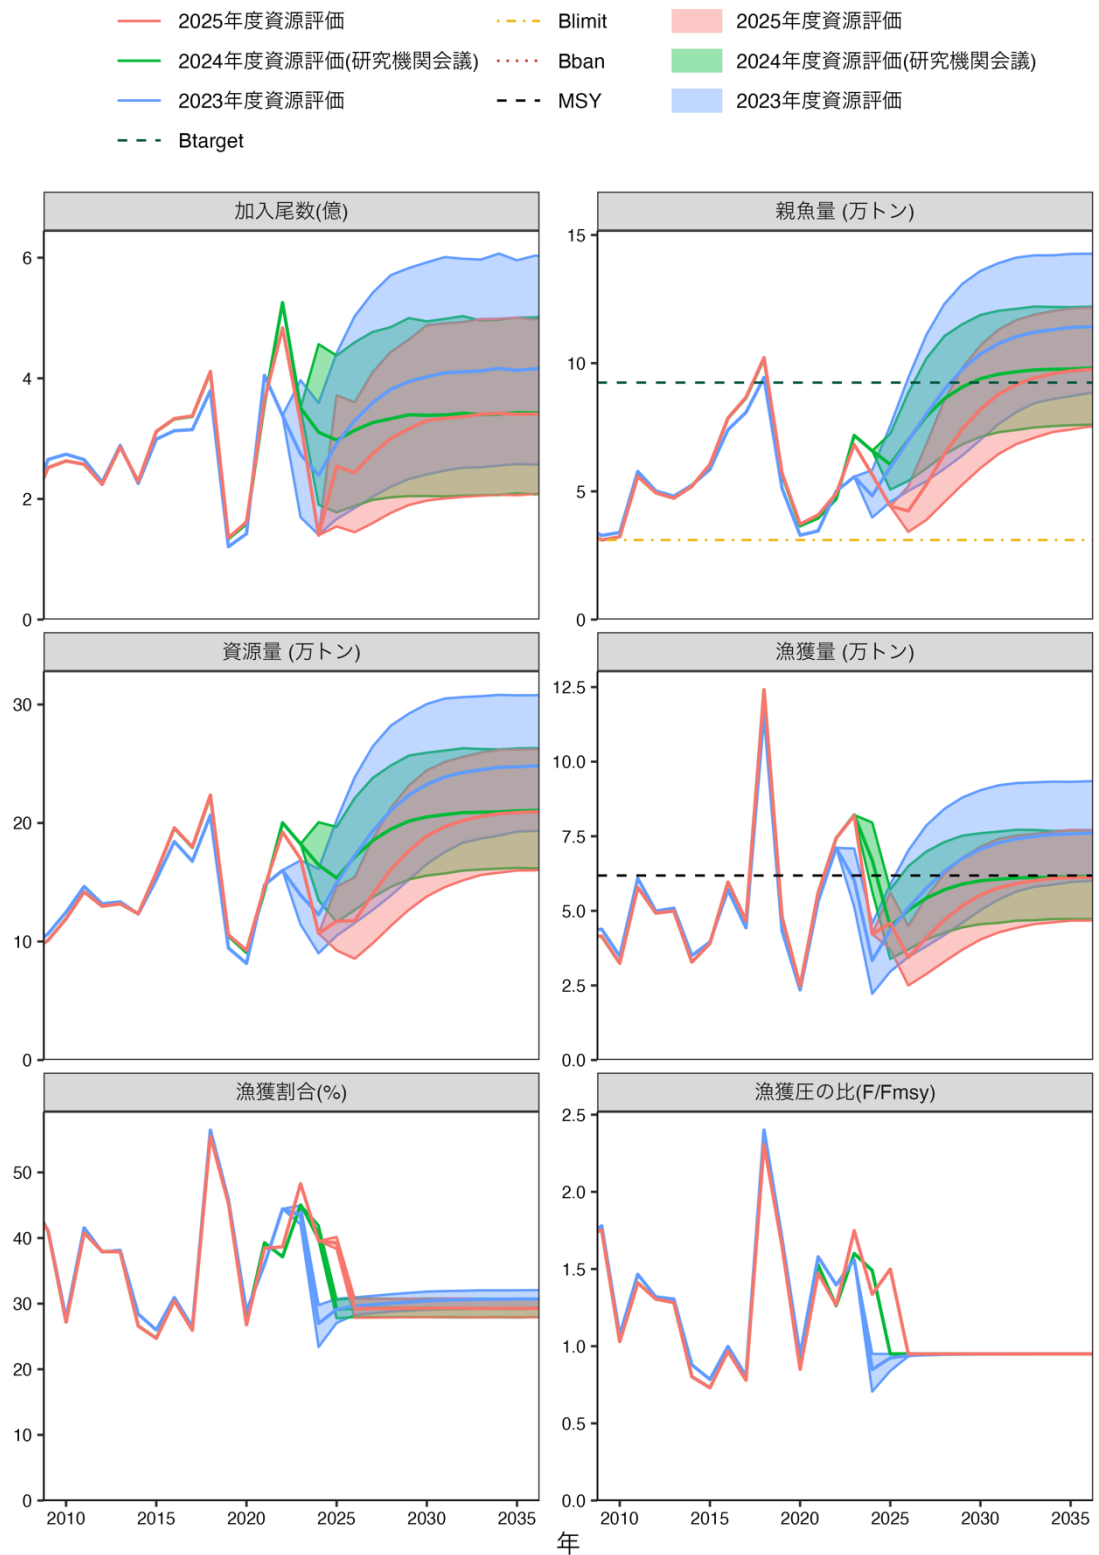 2025年度資源評価
2024年度資源評価(研究機関会議)
2023年度資源評価
Btarget
Blimit
Bban
MSY
2025年度資源評価
2024年度資源評価(研究機関会議)
2023年度資源評価
加入尾数(億)
6
4
2
0
親魚量 (万トン)
15
10
5
0
資源量 (万トン)
30
20
10
0
漁獲量 (万トン)
12.5
10.0
7.5
5.0
2.5
0.0
漁獲割合(%)
50
40
30
20
10
0
2010 2015 2020 2025 2030 2035
漁獲圧の比(F/Fmsy)
2.5
2.0
1.5
1.0
0.5
0.0
2010 2015 2020 2025 2030 2035
年